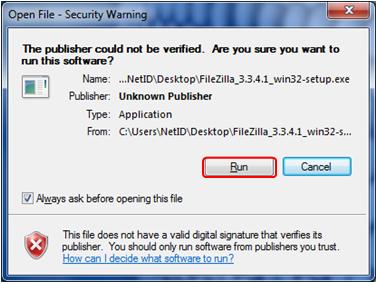 Open File - Security Warning
The publisher could not be verified. Are you sure you want to
run this software?
Name: ...NetID\Desktop\FileZilla_3.3.4.1_win32-setup.exe
Publisher: Unknown Publisher
Type: Application
From: C:\Users\NetID\Desktop\FileZilla_3.3.4.1_win32-s...
Run Cancel
Always ask before opening this file
This file does not have a valid digital signature that verifies its
publisher. You should only run software from publishers you trust.
How can I decide what software to run?